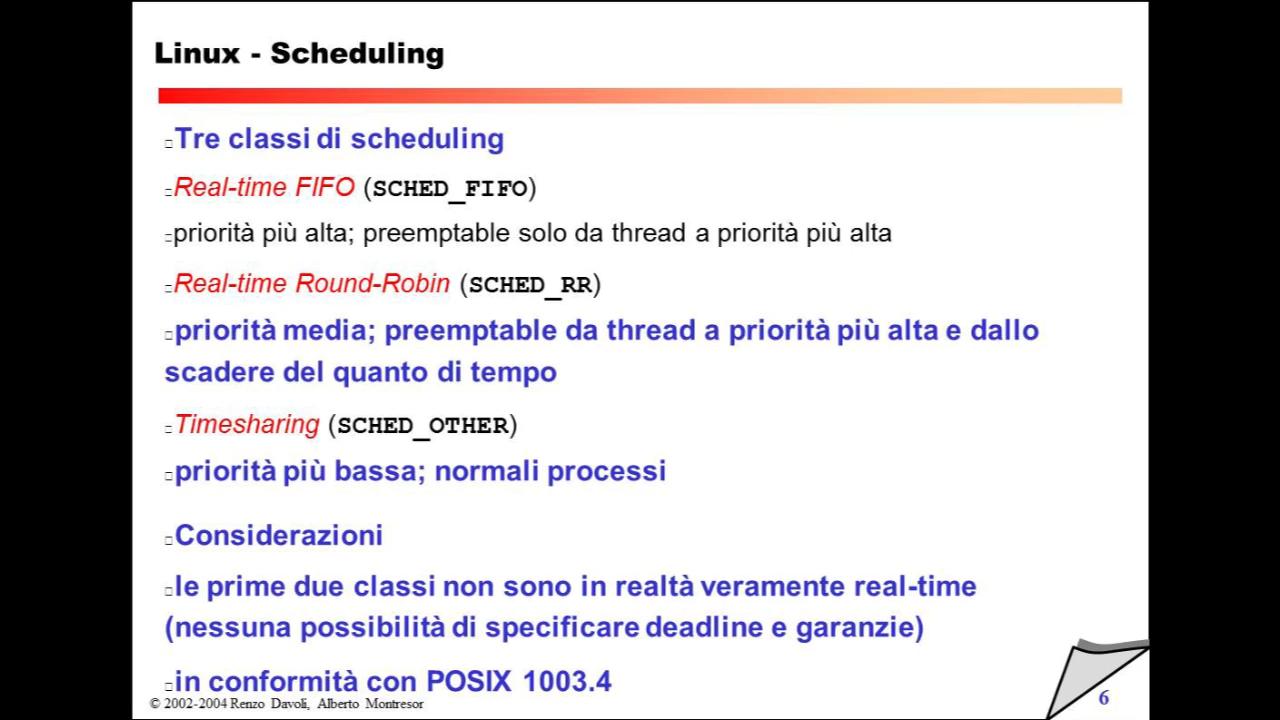 Linux - Scheduling
Tre classi di scheduling
Real-time FIFO (SCHED_FIFO)
priorità più alta; preemptable solo da thread a priorità più alta
Real-time Round-Robin (SCHED_RR)
priorità media; preemptable da thread a priorità più alta e dallo
scadere del quanto di tempo
Timesharing (SCHED_OTHER)
priorità più bassa; normali processi
Considerazioni
le prime due classi non sono in realtà veramente real-time
(nessuna possibilità di specificare deadline e garanzie)
in conformità con POSIX 1003.4
© 2002-2004 Renzo Davoli, Alberto Montresor
6